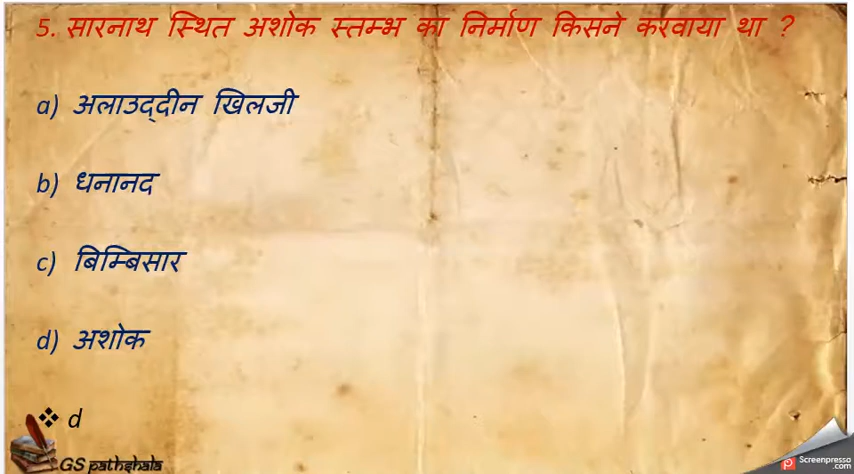 5. सारनाथ स्थित अशोक स्तम्भ का निर्माण किसने करवाया था ?
a) अलाउद्दीन खिलजी
b) धनानद
c) बिम्बिसार
d) अशोक
❖ d
GS pathshala
Screenpresso
.com